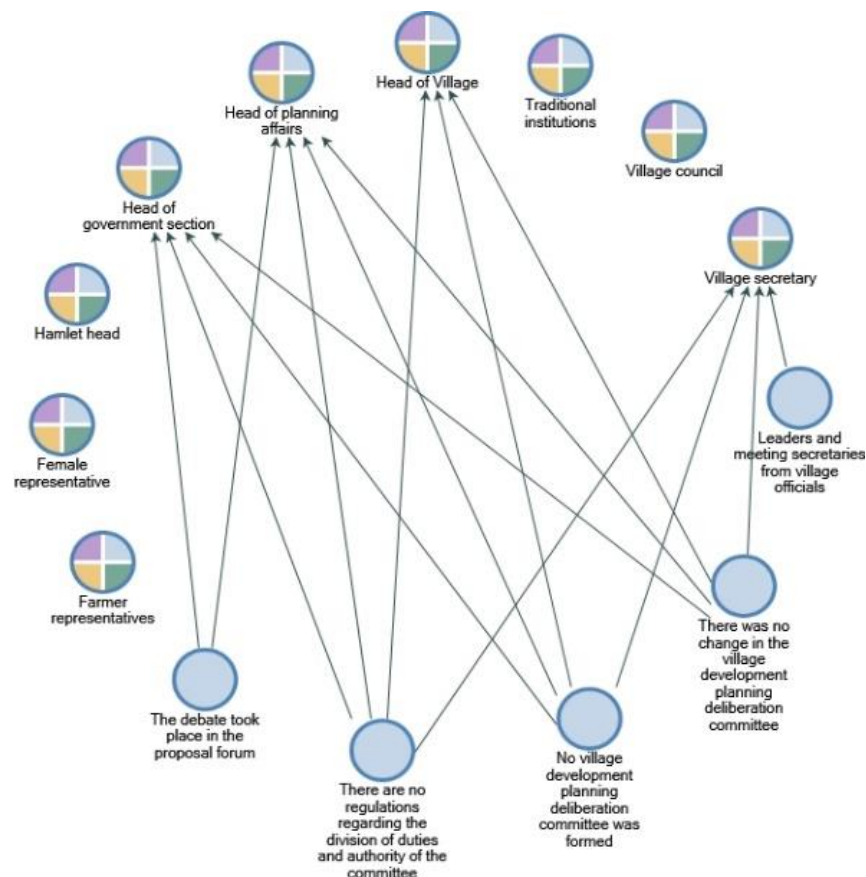 Head of Village
Head of planning
affairs
Traditional
institutions
Village council
Head of
government section
Village secretary
Hamlet head
Leaders and
meeting secretaries
from village
officials
Female
representative
Farmer
representatives
There was no
change in the
village
development
planning
deliberation
committee
The debate took
place in the
proposal forum
There are no
regulations
regarding the
division of duties
and authority of the
committee
No village
development
planning
deliberation
committee was
formed